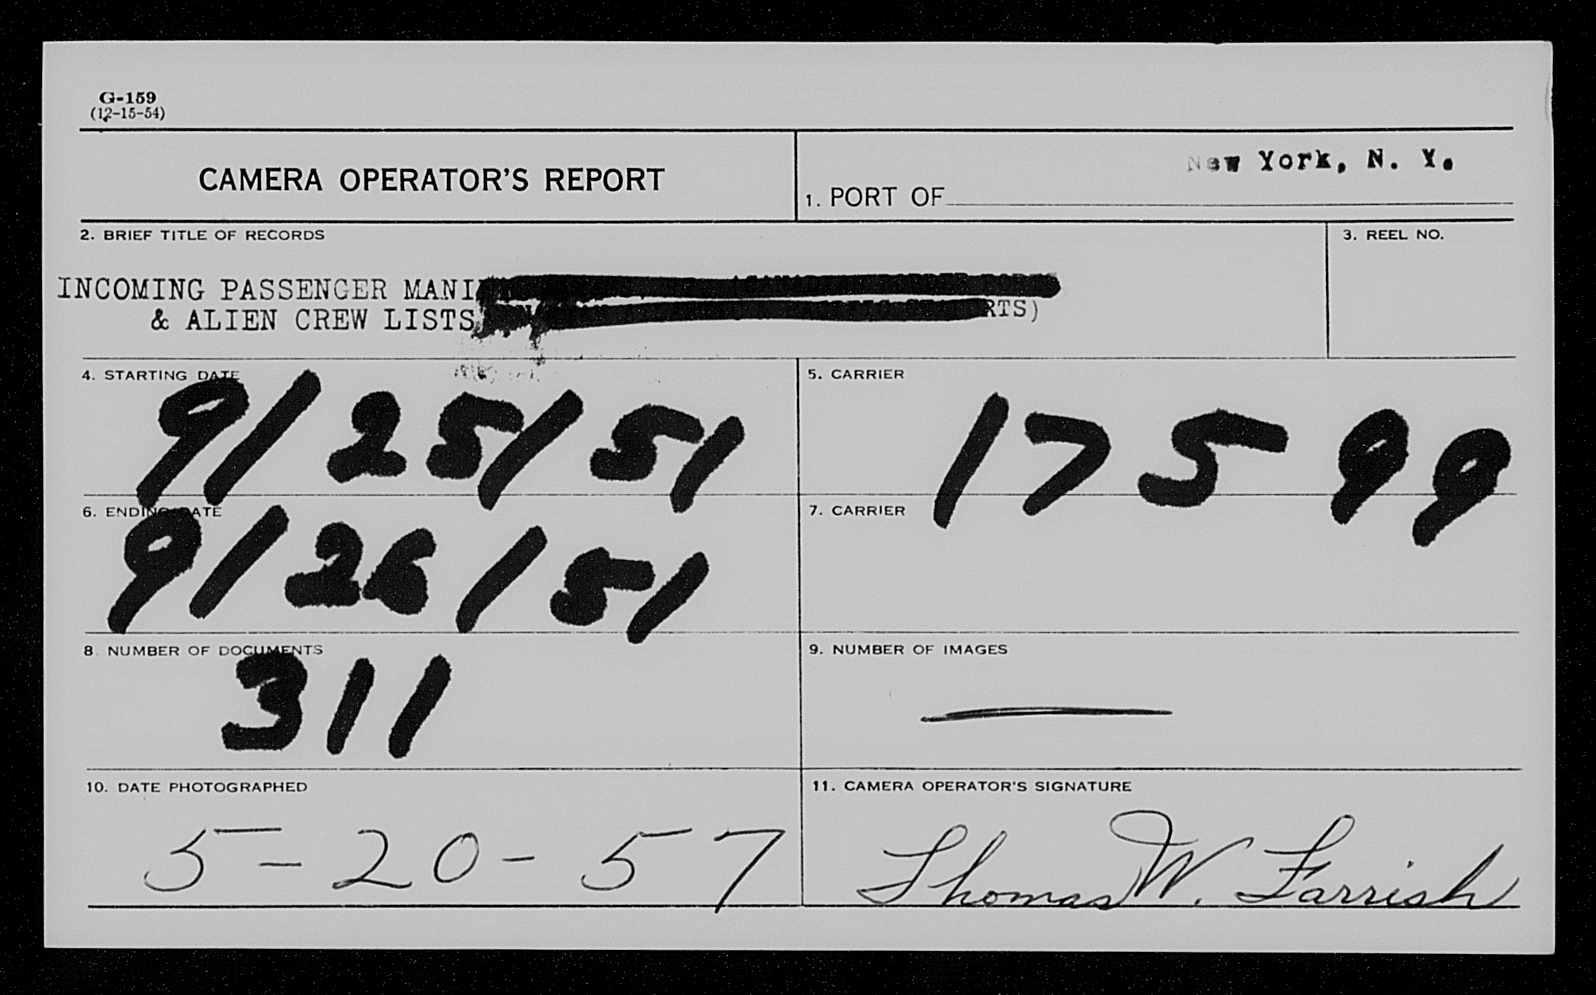 G-159
(12-15-54)
CAMERA OPERATOR'S REPORT
New York, N. Y.
1. PORT OF
2. BRIEF TITLE OF RECORDS
3. REEL NO.
INCOMING PASSENGER MANI
& ALIEN CREW LISTS RTS)
4. STARTING DATE
9/25/51
5. CARRIER
17599
6. ENDING DATE
9/26/51
7. CARRIER
8 NUMBER OF DOCUMENTS
311
9. NUMBER OF IMAGES
—
10. DATE PHOTOGRAPHED
5-20-57
11. CAMERA OPERATOR'S SIGNATURE
Thomas W. Farrish